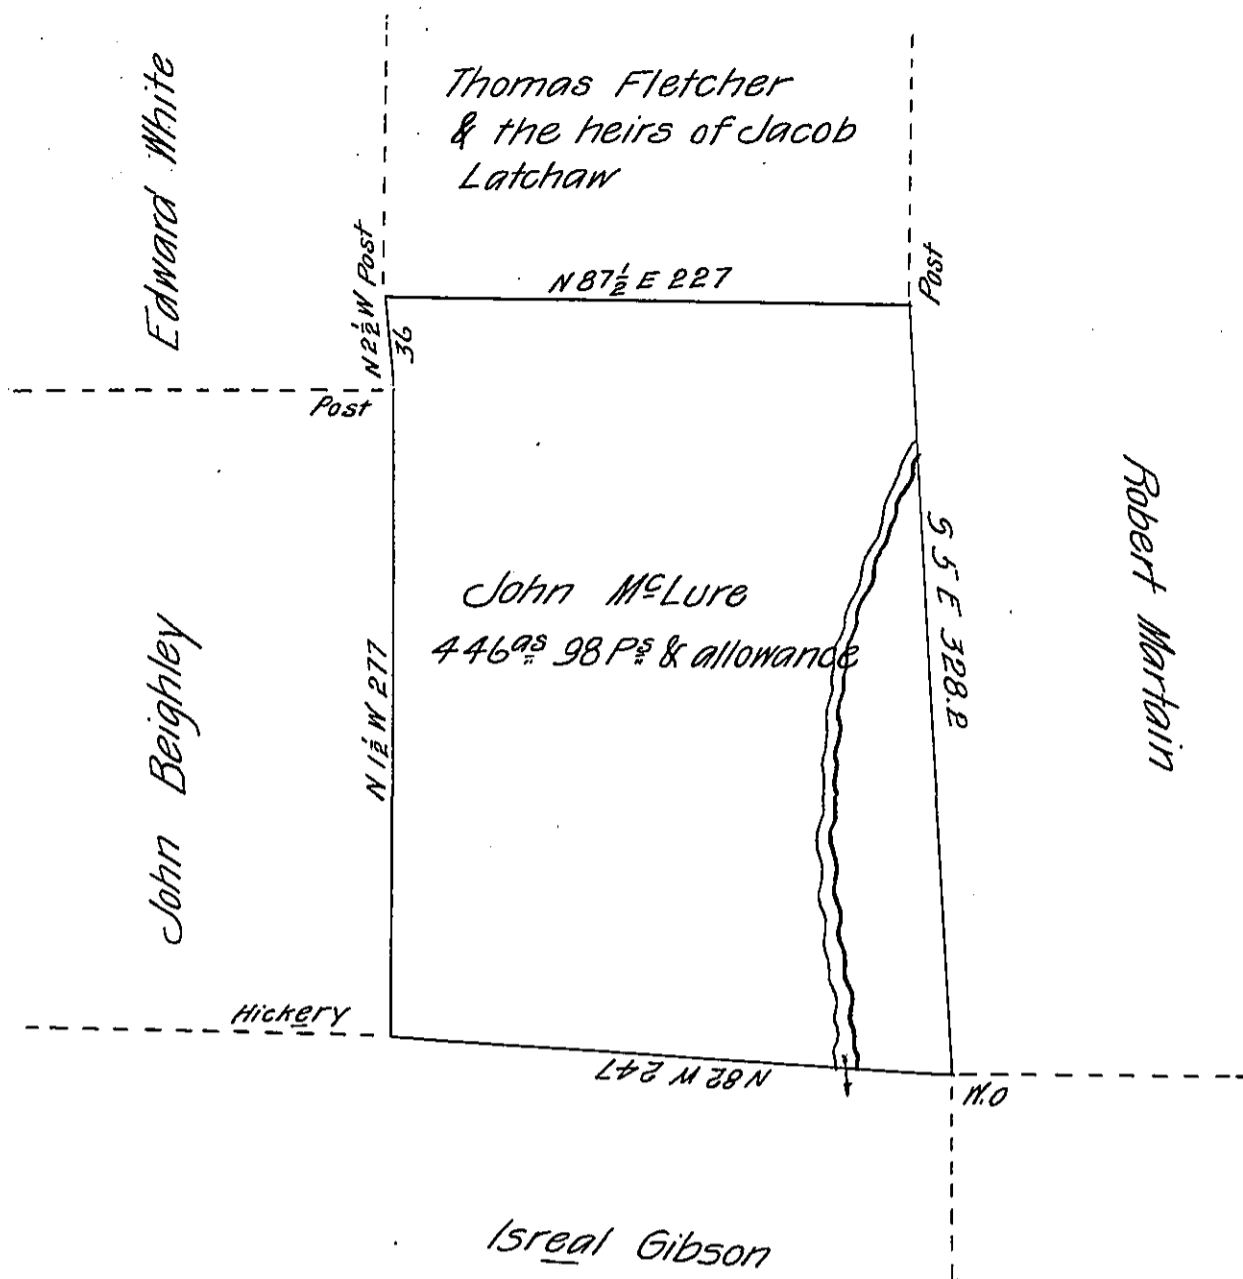 Edward White
Thomas Fletcher
& the heirs of Jacob
Latchaw
N 2½ W Post
36
N 87½ E 227
Post
Post
John McLure
446as 98 Ps & allowance
S 5 E 328.P
Robert Martain
John Beighley
N 1½ W 277
Hickery
N 82 W 247
W.O
Isreal Gibson